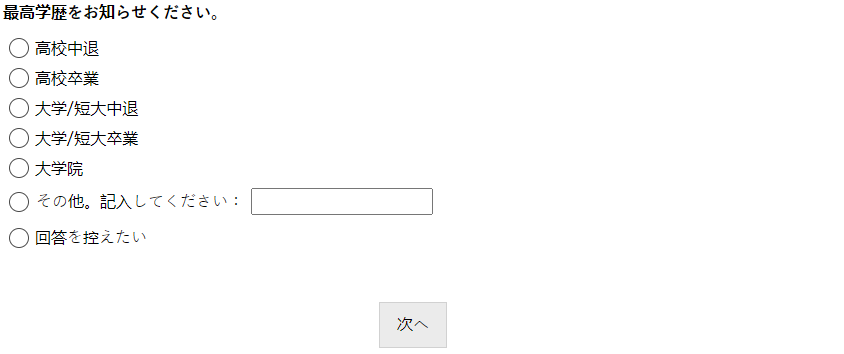 最高学歴をお知らせください。
高校中退
高校卒業
大学/短大中退
大学/短大卒業
大学院
その他。記入してください：
回答を控えたい
次へ